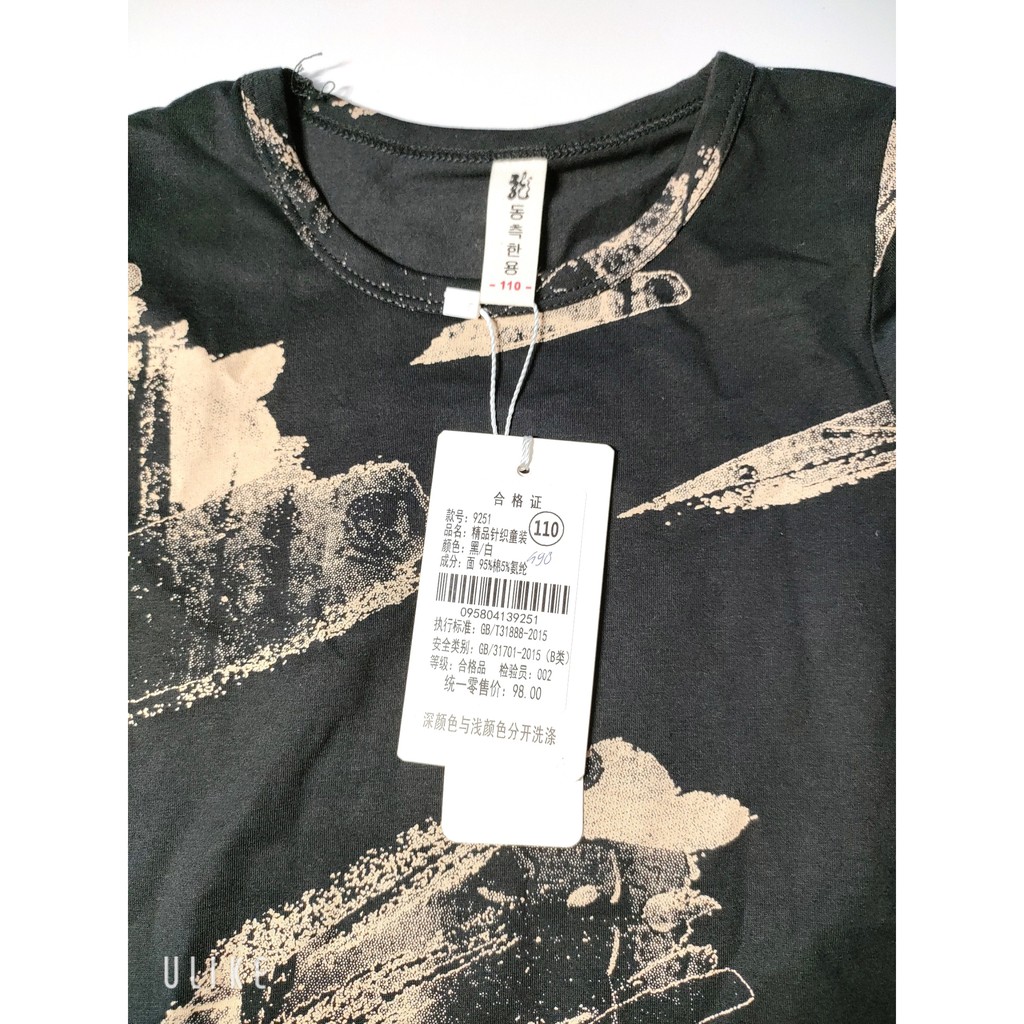 동
측
한
용
- 110 -
合格证
款号: 9251
品名: 精品针织童装
110
颜色: 黑/白
成分: 面 95%棉5%氨纶
095804139251
执行标准: GB/T31888-2015
安全类别: GB/31701-2015 (B类)
等级: 合格品 检验员: 002
统一零售价: 98.00
深颜色与浅颜色分开洗涤
ULIKE